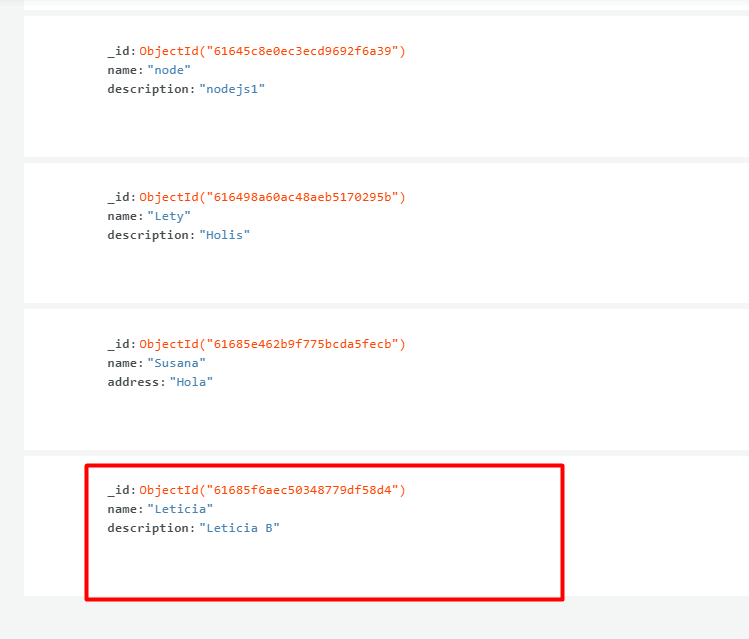 _id: ObjectId("61645c8e0ec3ecd9692f6a39")
name: "node"
description: "nodejs1"
_id: ObjectId("616498a60ac48aeb5170295b")
name: "Lety"
description: "Holis"
_id: ObjectId("61685e462b9f775bcda5fecb")
name: "Susana"
address: "Hola"
_id: ObjectId("61685f6aec50348779df58d4")
name: "Leticia"
description: "Leticia B"